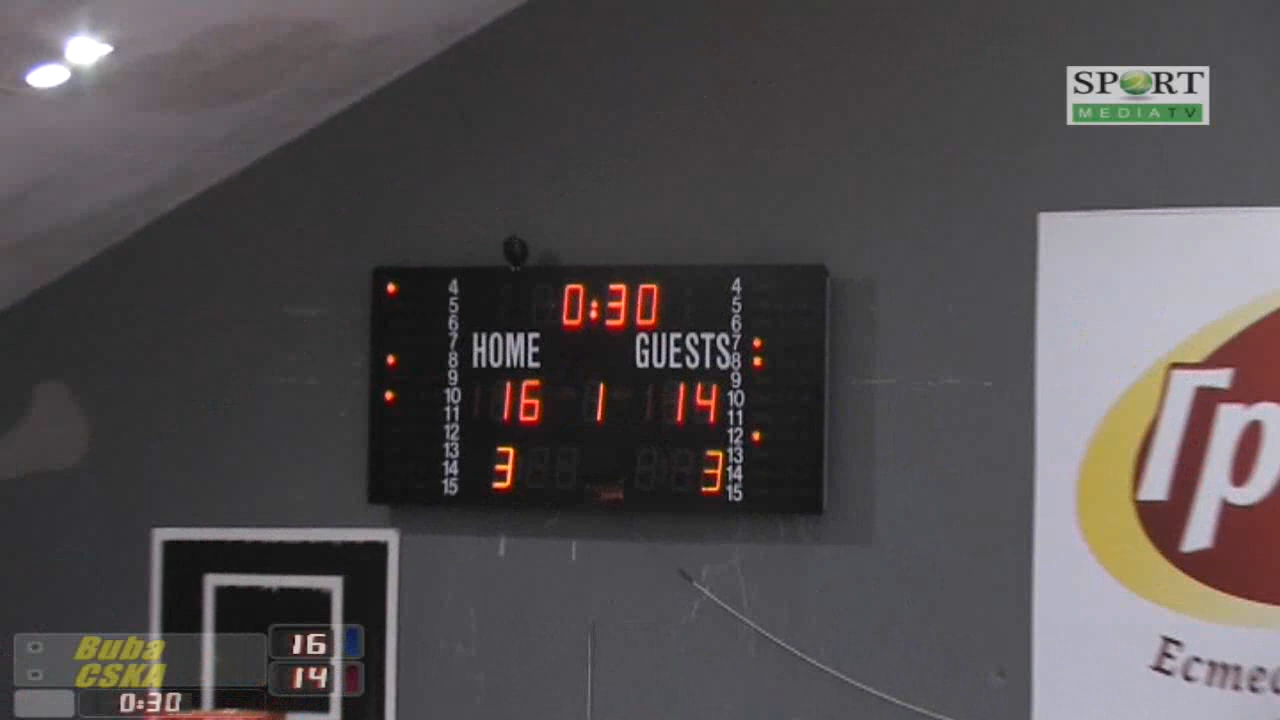 SPORT
MEDIATV
4 0:30 4
5 5
6 6
7 HOME GUESTS 7
8 8
9 9
10 16 1 14 10
11 11
12 12
13 13
14 3 3 14
15 15
Гр
Естес
Buba 16
CSKA 14
0:30